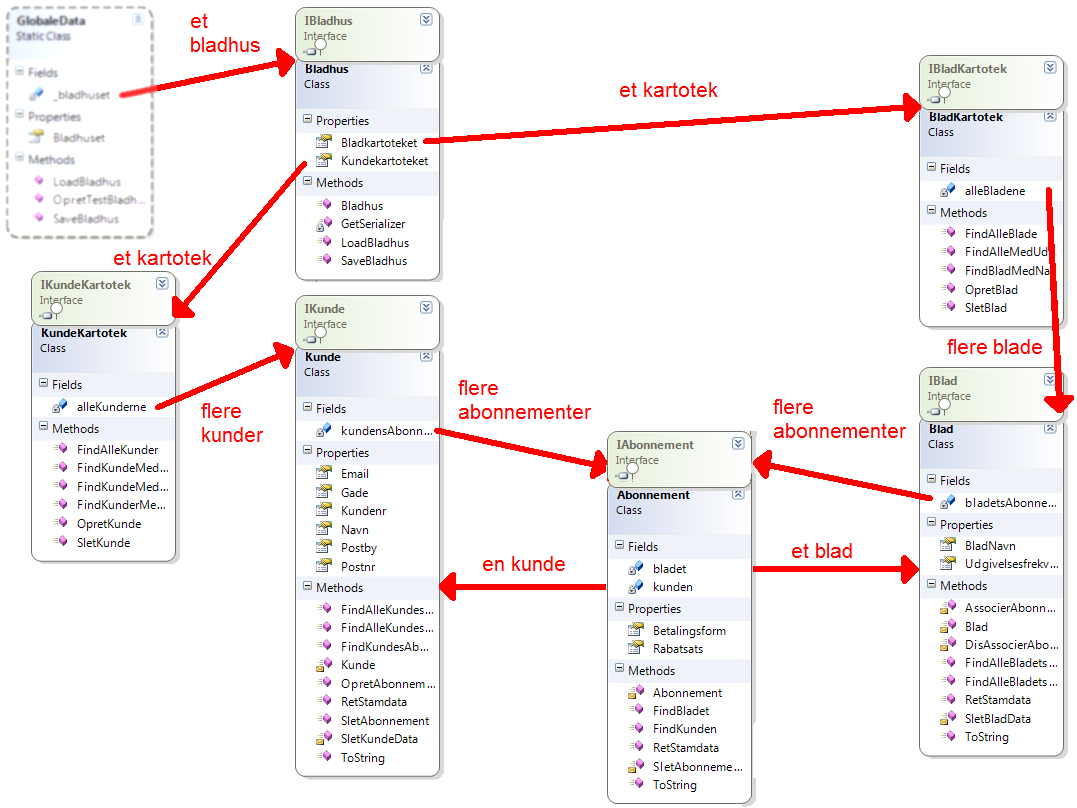 GlobaleData
Static Class
Fields
_bladhuset
Properties
Bladhuset
Methods
LoadBladhus
OpretTestBladh...
SaveBladhus
et
bladhus
IBladhus
Interface
Bladhus
Class
Properties
Bladkartoteket
Kundekartoteket
Methods
Bladhus
GetSerializer
LoadBladhus
SaveBladhus
et kartotek
IBladKartotek
Interface
BladKartotek
Class
Fields
alleBladene
Methods
FindAlleBlade
FindAlleMedUd
FindBladMedNa
OpretBlad
SletBlad
et kartotek
IKundeKartotek
Interface
KundeKartotek
Class
Fields
alleKunderne
Methods
FindAlleKunder
FindKundeMed...
FindKundeMed...
FindKunderMe...
OpretKunde
SletKunde
flere
kunder
IKunde
Interface
Kunde
Class
Fields
kundensAbonn...
Properties
Email
Gade
Kundenr
Navn
Postby
Postnr
Methods
FindAlleKundes...
FindAlleKundes...
FindKundesAb...
Kunde
OpretAbonnem...
RetStamdata
SletAbonnement
SletKundeData
ToString
flere
abonnementer
en kunde
IAbonnement
Interface
Abonnement
Class
Fields
bladet
kunden
Properties
Betalingsform
Rabatsats
Methods
Abonnement
FindBladet
FindKunden
RetStamdata
SletAbonneme...
ToString
flere
abonnementer
et blad
flere blade
IBlad
Interface
Blad
Class
Fields
bladetsAbonne...
Properties
BladNavn
Udgivelsesfrekv...
Methods
AssocierAbonn...
Blad
DisAssocierAbo...
FindAlleBladets...
FindAlleBladets...
RetStamdata
SletBladData
ToString